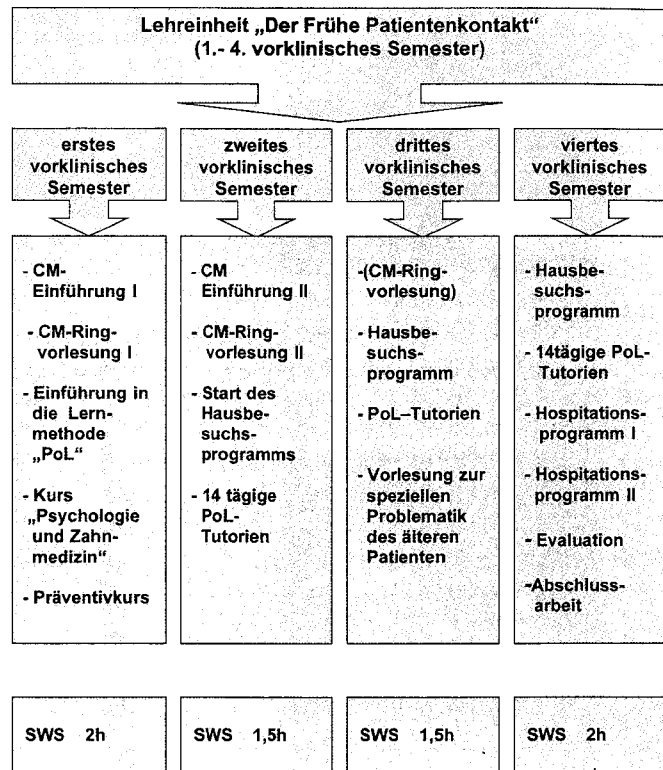 Lehreinheit „Der Frühe Patientenkontakt“
(1.- 4. vorklinisches Semester)
erstes
vorklinisches
Semester
- CM-
Einführung I
- CM-Ring-
vorlesung I
- Einführung in
die Lern-
methode
„PoL“
- Kurs
„Psychologie
und Zahn-
medizin“
- Präventivkurs
SWS 2h
zweites
vorklinisches
Semester
- CM
Einführung II
- CM-Ring-
vorlesung II
- Start des
Hausbe-
suchs-
programms
- 14 tägige
PoL-
Tutorien
SWS 1,5h
drittes
vorklinisches
Semester
-(CM-Ring-
vorlesung)
- Hausbe-
suchs-
programm
- PoL–Tutorien
- Vorlesung zur
speziellen
Problematik
des älteren
Patienten
SWS 1,5h
viertes
vorklinisches
Semester
- Hausbe-
suchs-
programm
- 14tägige PoL-
Tutorien
- Hospitations-
programm I
- Hospitations-
programm II
- Evaluation
-Abschluss-
arbeit
SWS 2h